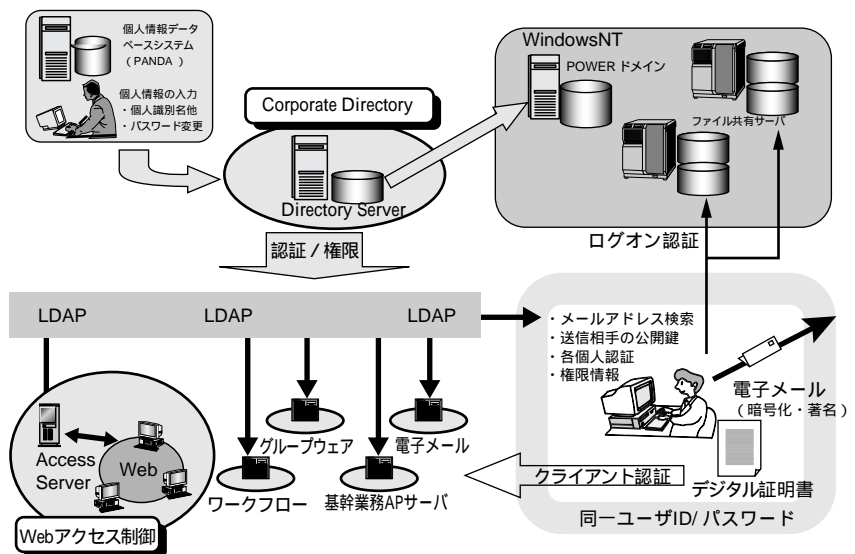 個人情報データ
ベースシステム
(PANDA )
個人情報の入力
・個人識別名他
・パスワード変更
Corporate Directory
Directory Server
WindowsNT
POWER ドメイン
ファイル共有サーバ
認証 / 権限
ログオン認証
LDAP
LDAP
LDAP
・メールアドレス検索
・送信相手の公開鍵
・各個人認証
・権限情報
電子メール
(暗号化・著名)
Access
Server
Web
グループウェア
電子メール
ワークフロー
基幹業務APサーバ
クライアント認証
デジタル証明書
同一ユーザID/ パスワード
Webアクセス制御